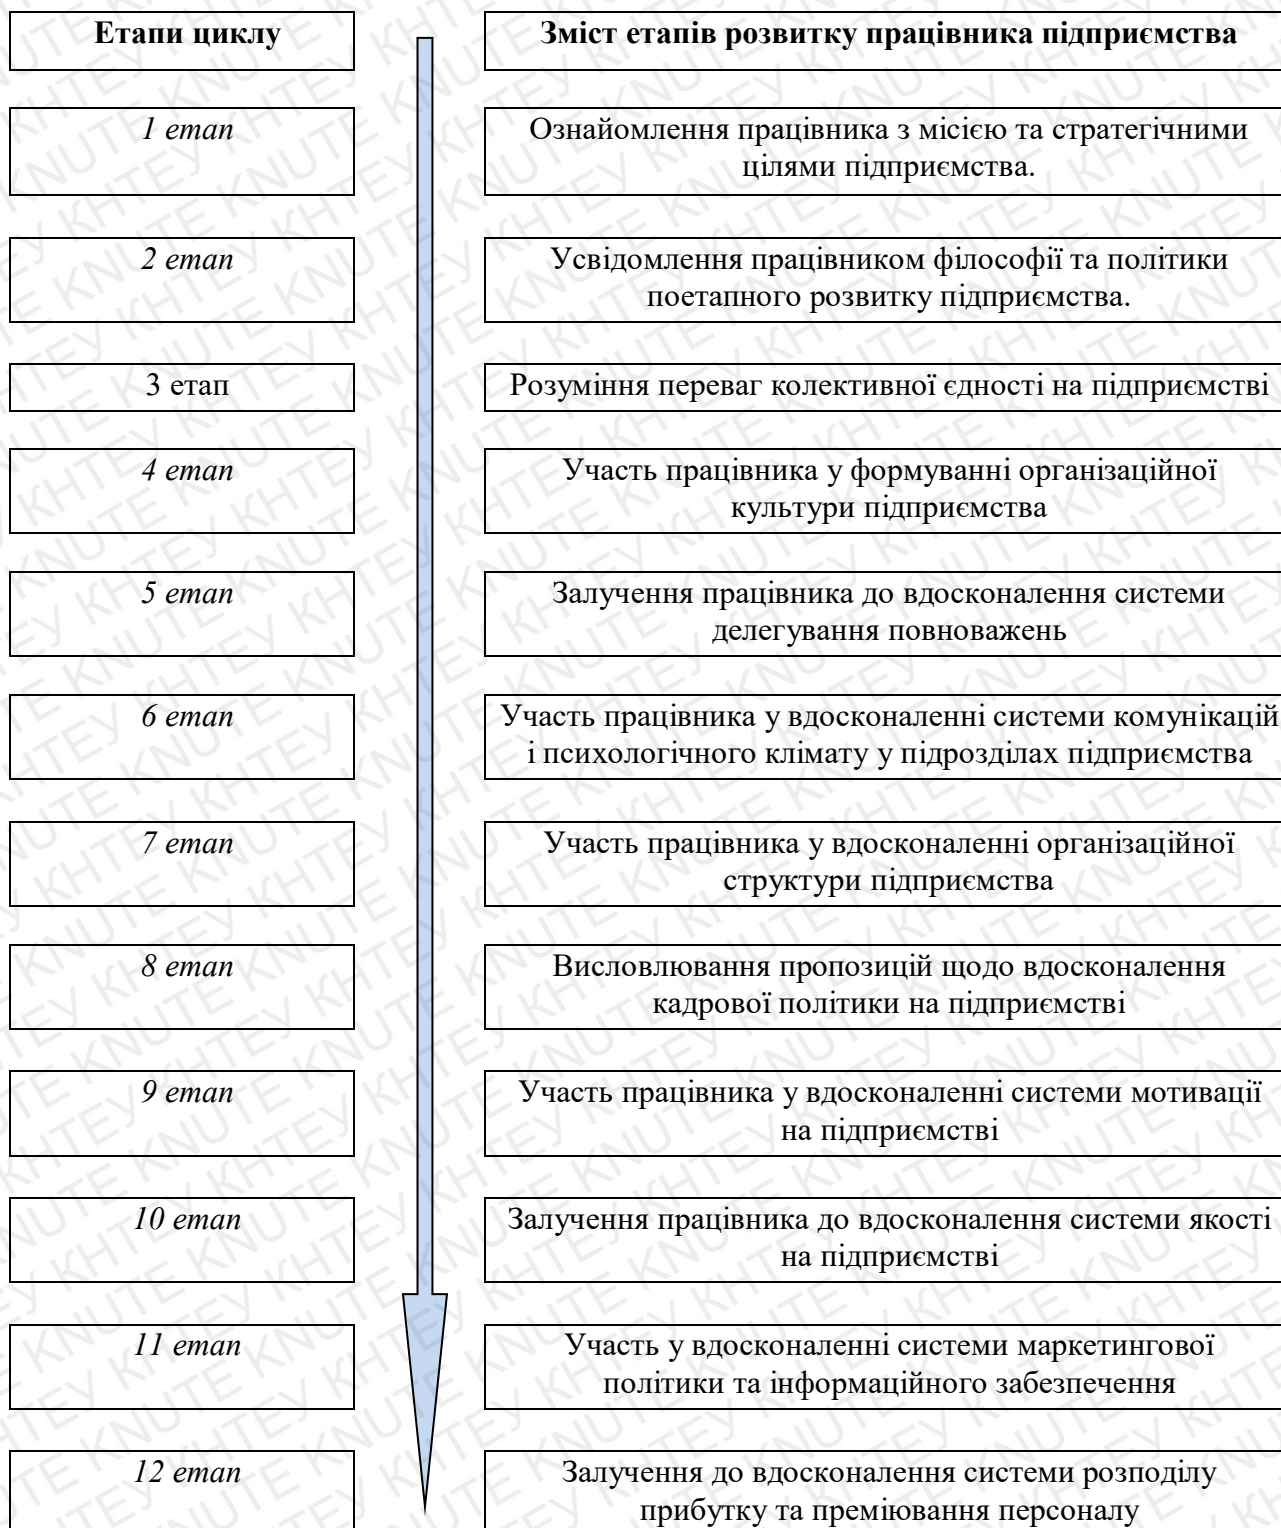 Етапи циклу
Зміст етапів розвитку працівника підприємства
1 етап
Ознайомлення працівника з місією та стратегічними
цілями підприємства.
2 етап
Усвідомлення працівником філософії та політики
поетапного розвитку підприємства.
3 етап
Розуміння переваг колективної єдності на підприємстві
4 етап
Участь працівника у формуванні організаційної
культури підприємства
5 етап
Залучення працівника до вдосконалення системи
делегування повноважень
6 етап
Участь працівника у вдосконаленні системи комунікацій
і психологічного клімату у підрозділах підприємства
7 етап
Участь працівника у вдосконаленні організаційної
структури підприємства
8 етап
Висловлювання пропозицій щодо вдосконалення
кадрової політики на підприємстві
9 етап
Участь працівника у вдосконаленні системи мотивації
на підприємстві
10 етап
Залучення працівника до вдосконалення системи якості
на підприємстві
11 етап
Участь у вдосконаленні системи маркетингової
політики та інформаційного забезпечення
12 етап
Залучення до вдосконалення системи розподілу
прибутку та преміювання персоналу